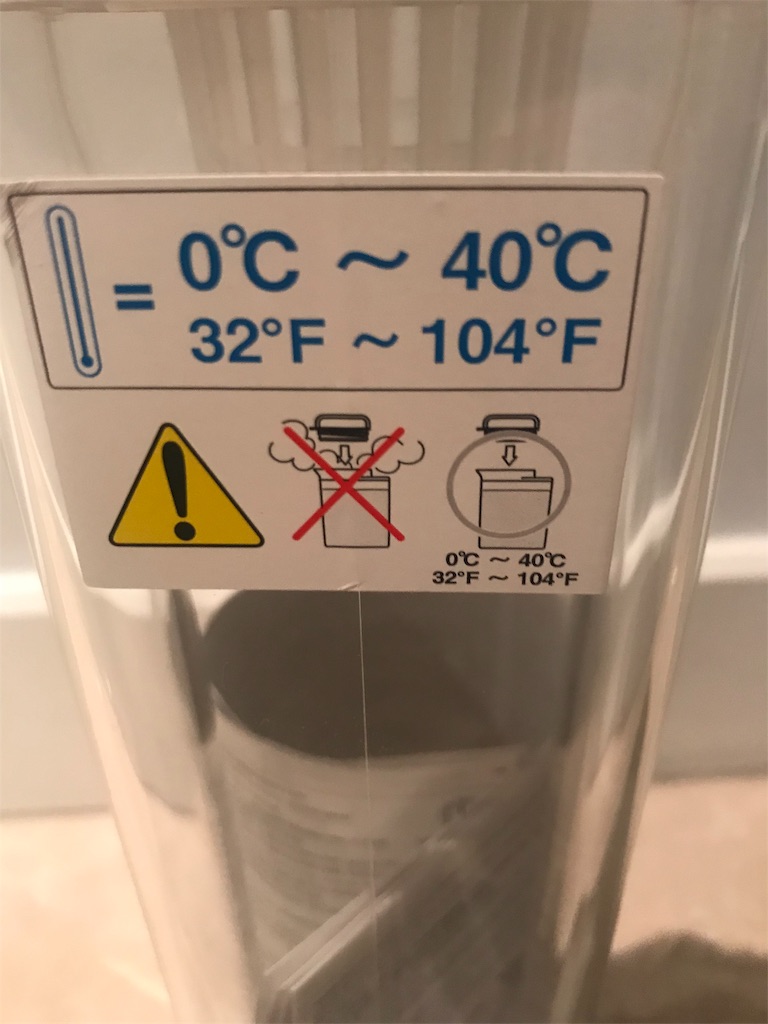 = 0℃ ～ 40℃
32°F ～ 104°F
0℃ ～ 40℃
32°F ～ 104°F